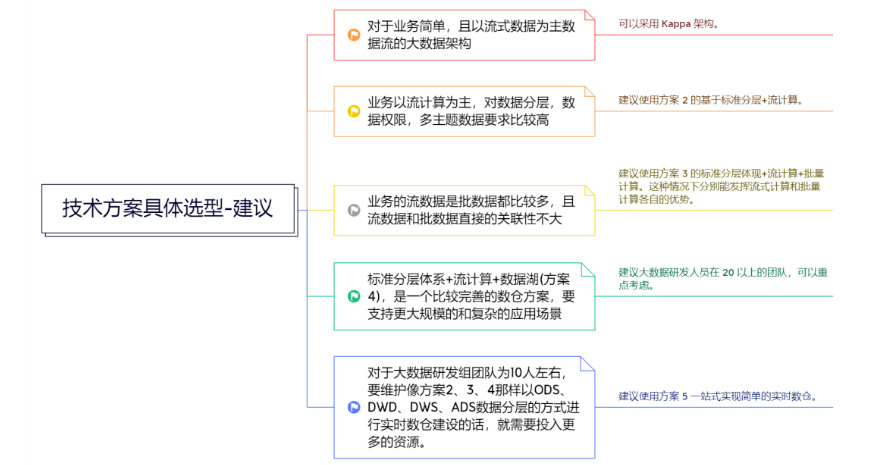 技术方案具体选型-建议
对于业务简单，且以流式数据为主数
据流的大数据架构
可以采用 Kappa 架构。
业务以流计算为主，对数据分层，数
据权限，多主题数据要求比较高
建议使用方案 2 的基于标准分层+流计算。
业务的流数据是批数据都比较多，且
流数据和批数据直接的关联性不大
建议使用方案 3 的标准分层体现+流计算+批量
计算。这种情况下分别能发挥流式计算和批量
计算各自的优势。
标准分层体系+流计算+数据湖(方案
4)，是一个比较完善的数仓方案，要
支持更大规模的和复杂的应用场景
建议大数据研发人员在 20 以上的团队，可以重
点考虑。
对于大数据研发组团队为10人左右，
要维护像方案2、3、4那样以ODS、
DWD、DWS、ADS数据分层的方式进
行实时数仓建设的话，就需要投入更
多的资源。
建议使用方案 5 一站式实现简单的实时数仓。